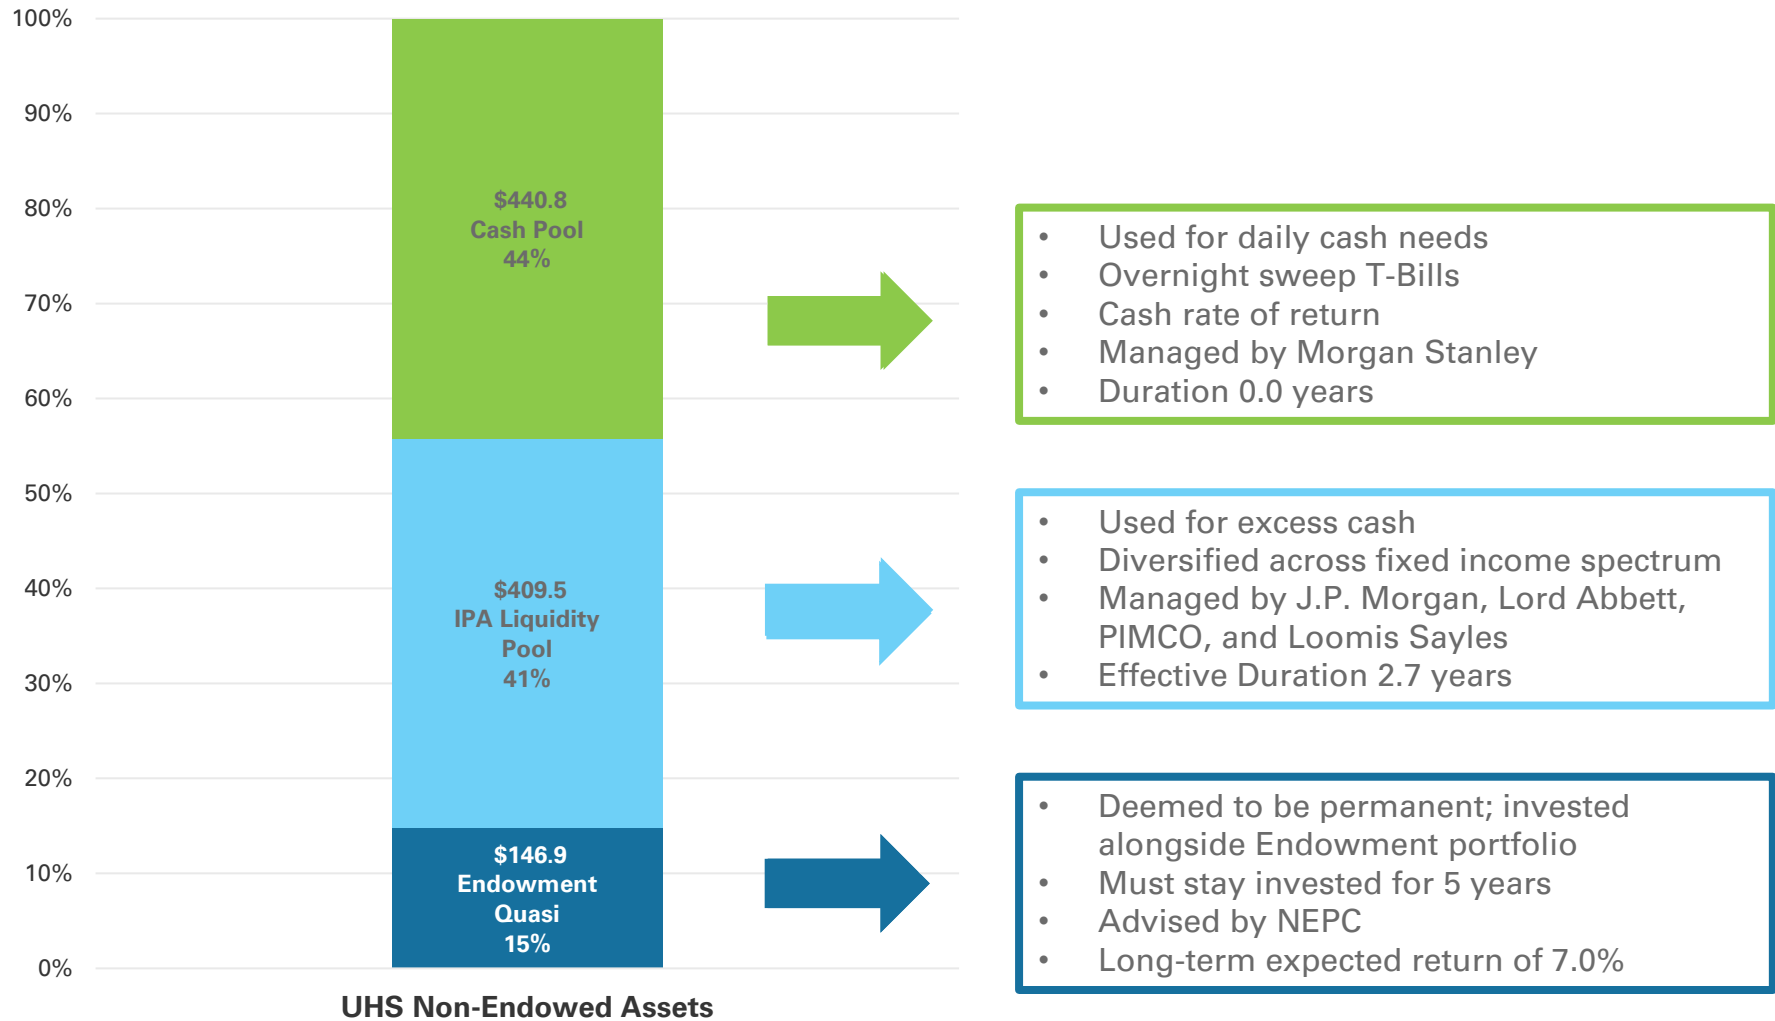 100%
90%
80%
70%
60%
50%
40%
30%
20%
10%
0%
$440.8
Cash Pool
44%
$409.5
IPA Liquidity
Pool
41%
$146.9
Endowment
Quasi
15%
UHS Non-Endowed Assets
• Used for daily cash needs
• Overnight sweep T-Bills
• Cash rate of return
• Managed by Morgan Stanley
• Duration 0.0 years
• Used for excess cash
• Diversified across fixed income spectrum
• Managed by J.P. Morgan, Lord Abbett,
PIMCO, and Loomis Sayles
• Effective Duration 2.7 years
• Deemed to be permanent; invested
alongside Endowment portfolio
• Must stay invested for 5 years
• Advised by NEPC
• Long-term expected return of 7.0%